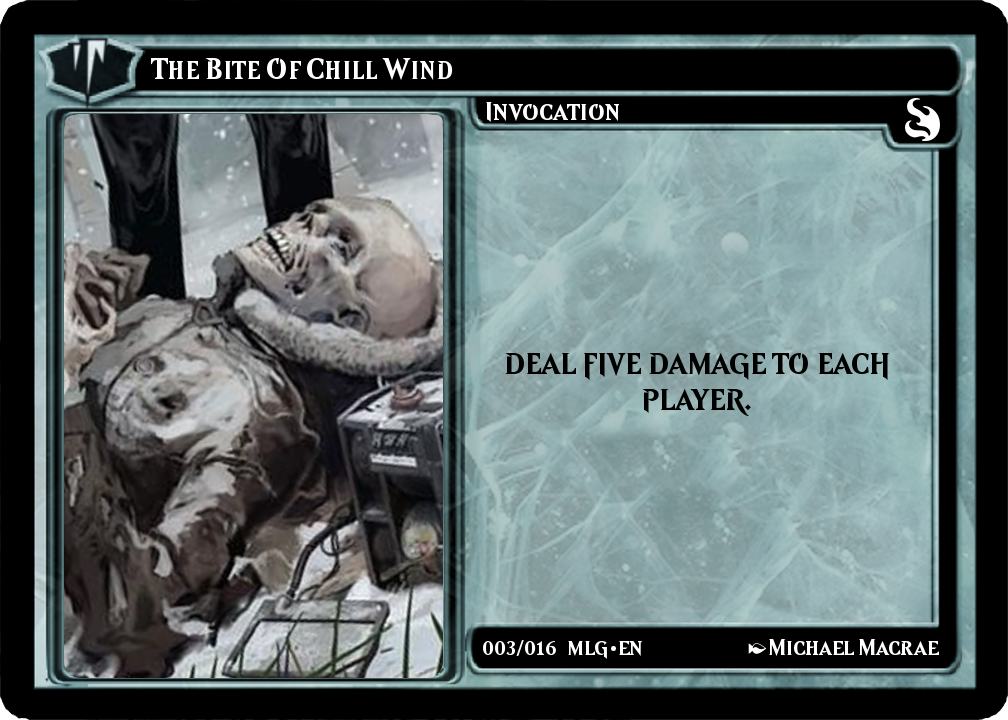 The Bite Of Chill Wind
Invocation
DEAL FIVE DAMAGE TO EACH
PLAYER.
003/016 MLG•EN
Michael Macrae